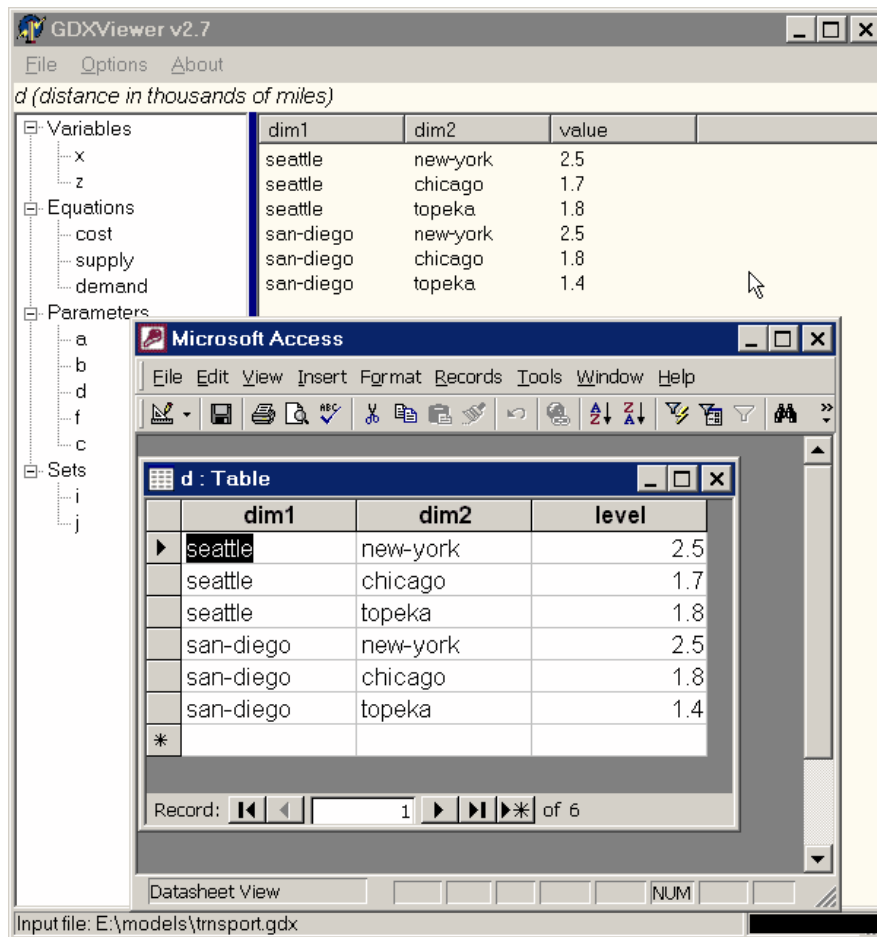 GDXViewer v2.7
File Options About
d (distance in thousands of miles)
Variables
x
z
Equations
cost
supply
demand
Parameters
a
b
d
f
c
Sets
i
j
dim1 dim2 value
seattle new-york 2.5
seattle chicago 1.7
seattle topeka 1.8
san-diego new-york 2.5
san-diego chicago 1.8
san-diego topeka 1.4
Microsoft Access
File Edit View Insert Format Records Tools Window Help
d : Table
dim1 dim2 level
seattle new-york 2.5
seattle chicago 1.7
seattle topeka 1.8
san-diego new-york 2.5
san-diego chicago 1.8
san-diego topeka 1.4
Record: 1 of 6
Datasheet View NUM
Input file: E:\models\trnsport.gdx